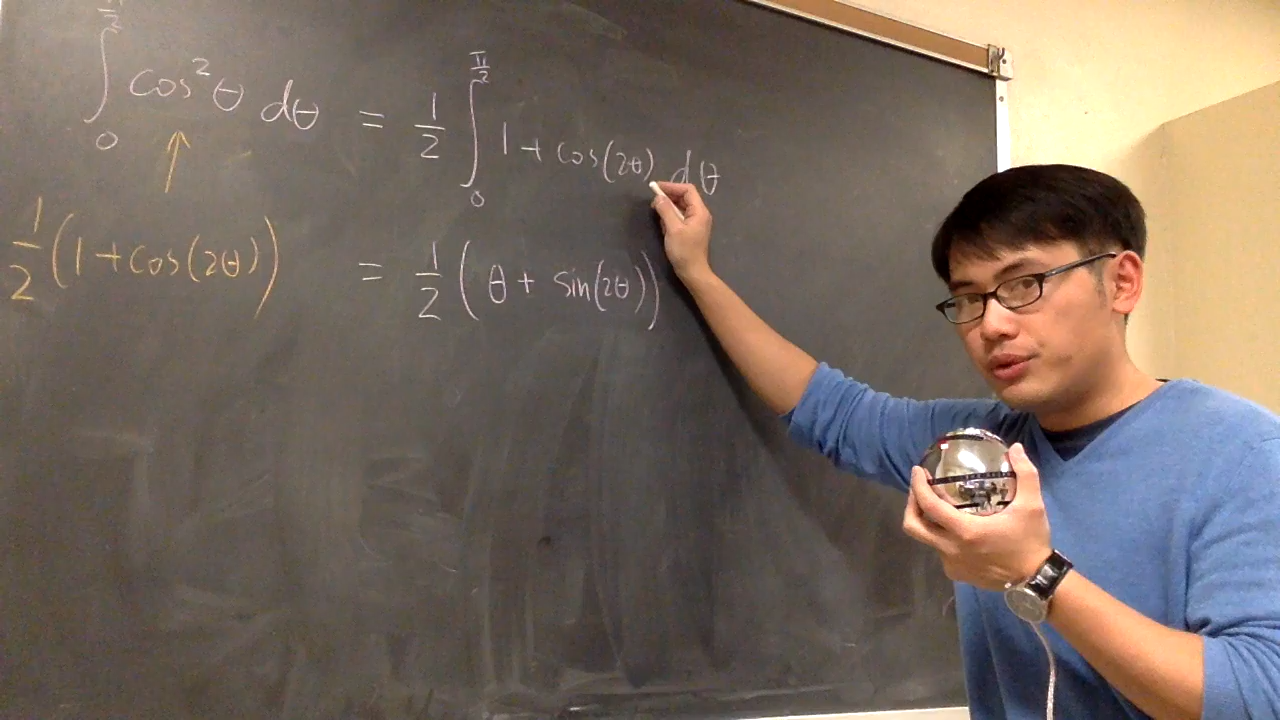 ∫₀^(π/2) cos²θ dθ = 1/2 ∫₀^(π/2) 1 + cos(2θ) dθ
↑
1/2 (1 + cos(2θ))
= 1/2 (θ + sin(2θ))